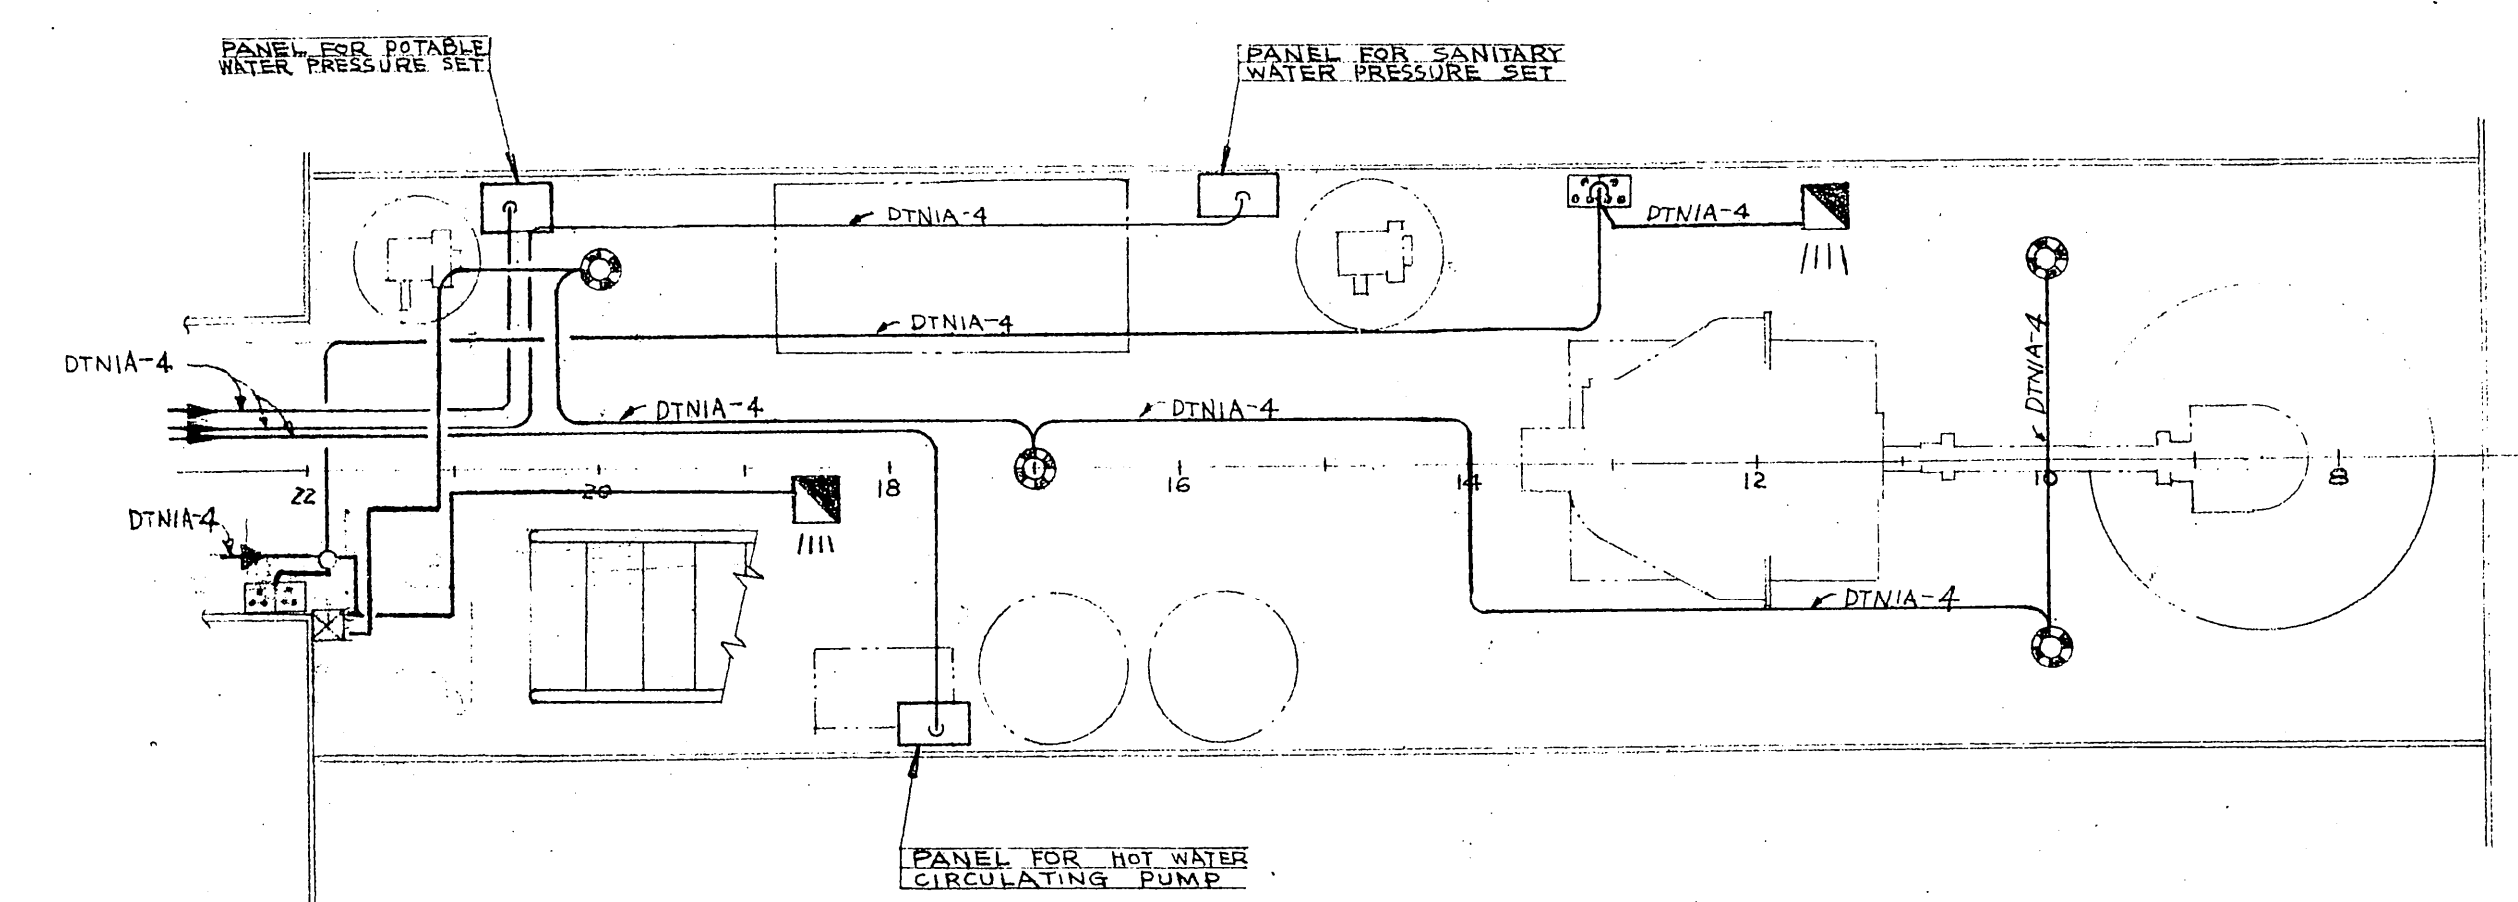 PANEL FOR POTABLE
WATER PRESSURE SET
PANEL FOR SANITARY
WATER PRESSURE SET
DTNIA-4
DTNIA-4
DTNIA-4
DTNIA-4
DTNIA-4
DTNIA-4
DTNIA-4
DTNIA-4
22
20
18
16
14
12
10
8
DTNIA-4
DTNIA-4
PANEL FOR HOT WATER
CIRCULATING PUMP